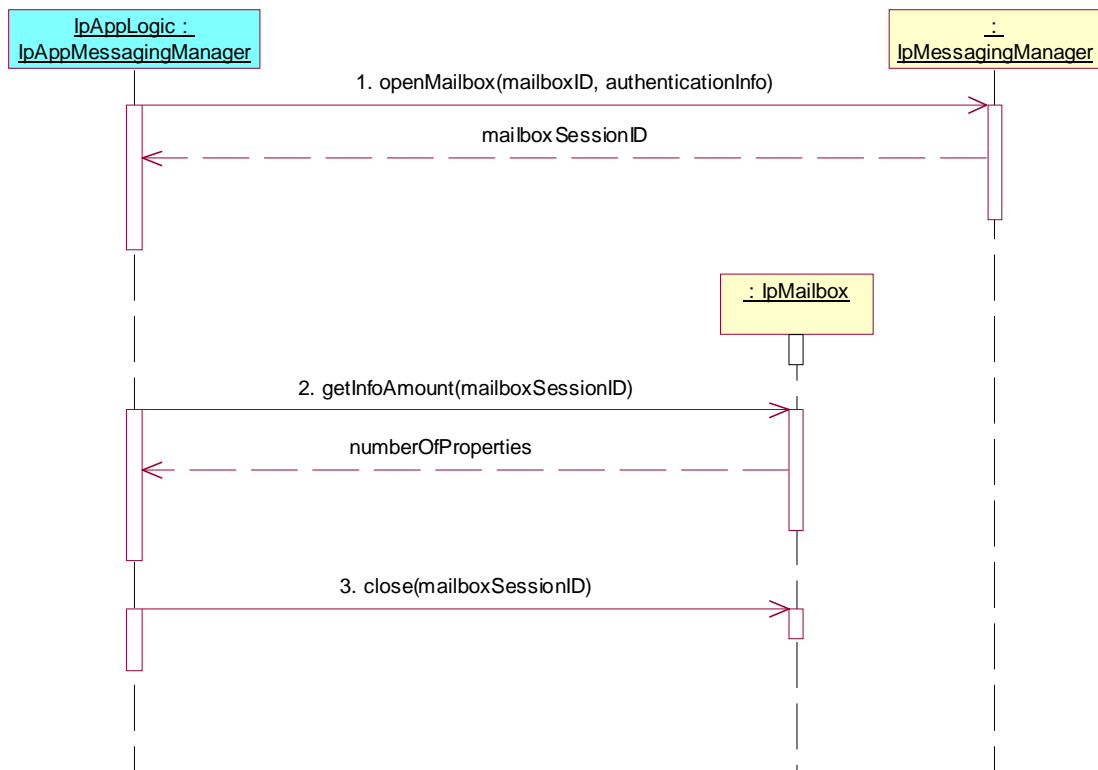 IpAppLogic :
IpAppMessagingManager
:
IpMessagingManager
1. openMailbox(mailboxID, authenticationInfo)
mailboxSessionID
: IpMailbox
2. getInfoAmount(mailboxSessionID)
numberOfProperties
3. close(mailboxSessionID)